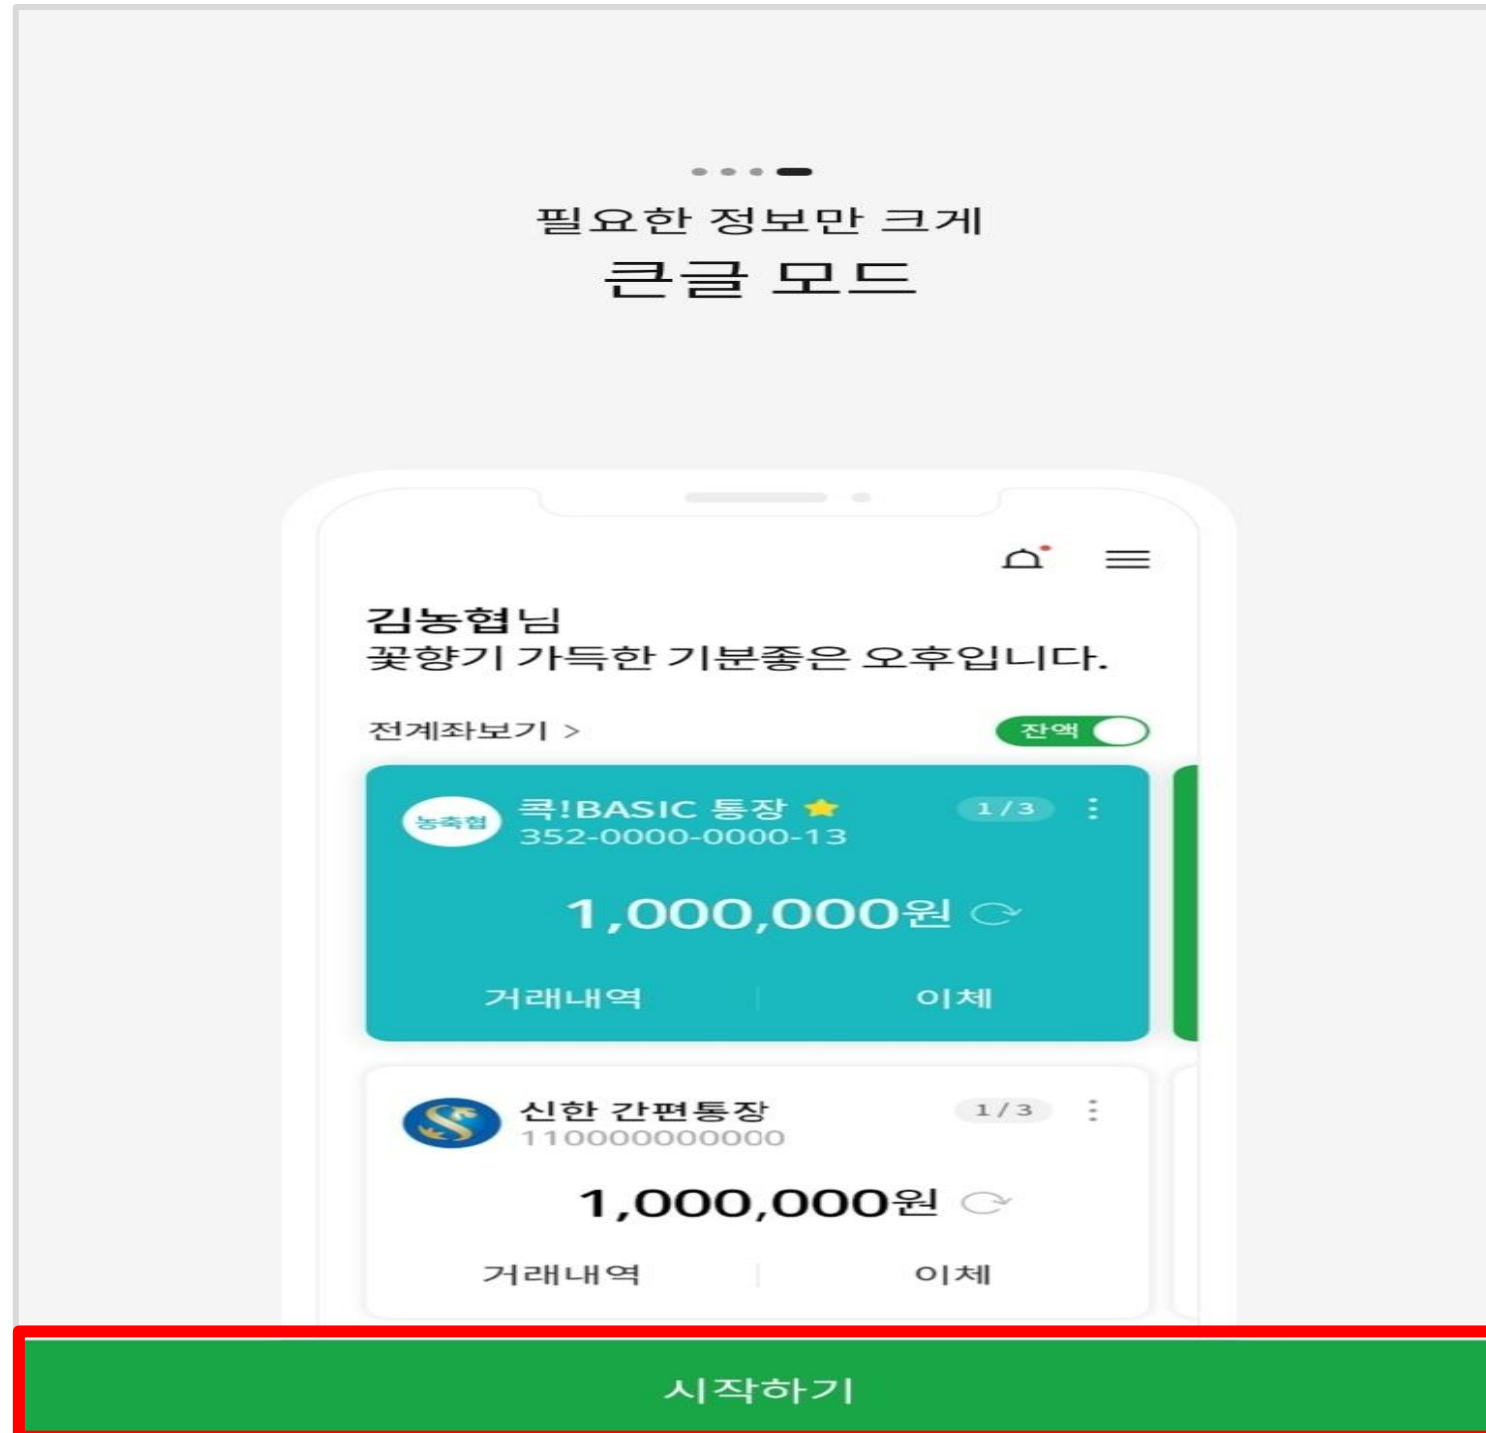 필요한 정보만 크게
큰글 모드
김농협님
꽃향기 가득한 기분좋은 오후입니다.
전계좌보기 >
잔액
농축협
콕!BASIC 통장
1/3
352-0000-0000-13
1,000,000원
거래내역
이체
신한 간편통장
1/3
110000000000
1,000,000원
거래내역
이체
시작하기